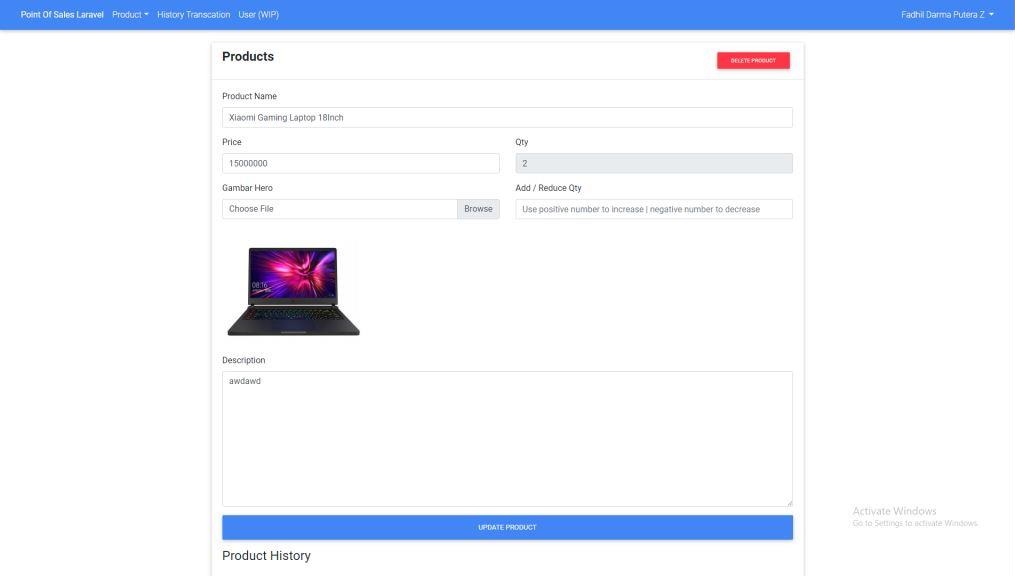 Point Of Sales Laravel Product History Transcation User (WIP) Fadhil Darma Putera Z
Products
DELETE PRODUCT
Product Name
Xiaomi Gaming Laptop 18Inch
Price Qty
15000000 2
Gambar Hero Add / Reduce Qty
Choose File Browse Use positive number to increase | negative number to decrease
08:16
Description
awdawd
Activate Windows
Go to Settings to activate Windows.
UPDATE PRODUCT
Product History